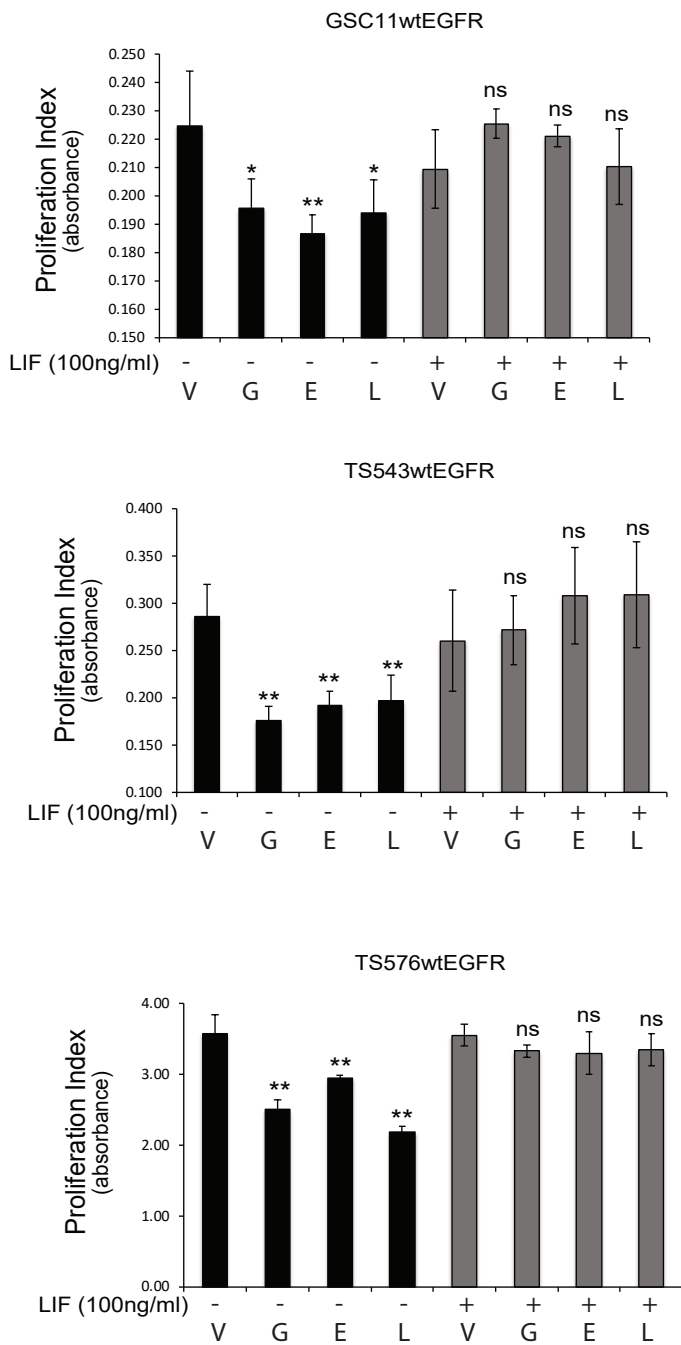 GSC11wtEGFR
Proliferation Index
(absorbance)
0.250
0.240
0.230
0.220
0.210
0.200
0.190
0.180
0.170
0.160
0.150
* ** * ns ns ns
LIF (100ng/ml) - - - - + + + +
V G E L V G E L
TS543wtEGFR
Proliferation Index
(absorbance)
0.400
0.350
0.300
0.250
0.200
0.150
0.100
** ** ** ns ns ns
LIF (100ng/ml) - - - - + + + +
V G E L V G E L
TS576wtEGFR
Proliferation Index
(absorbance)
4.00
3.00
2.00
1.00
0.00
** ** ** ns ns ns
LIF (100ng/ml) - - - - + + + +
V G E L V G E L